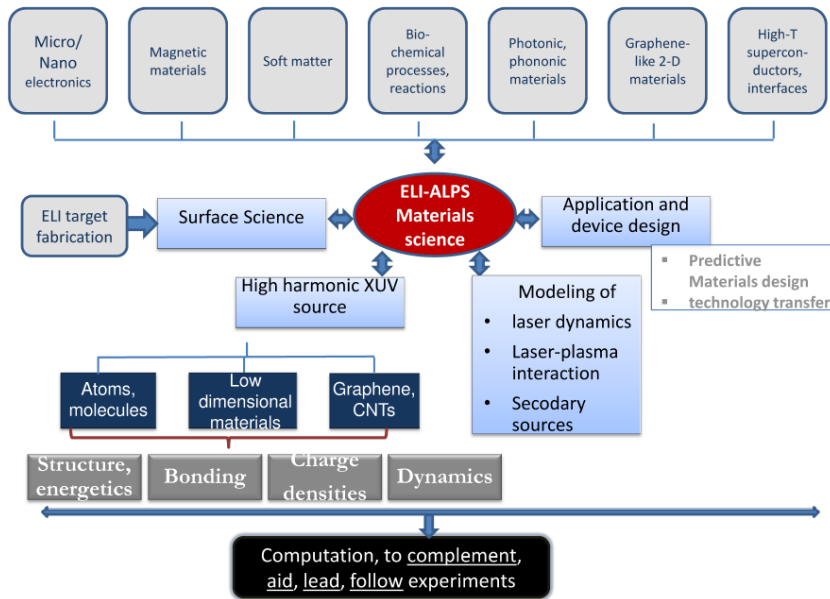 Micro/
Nano
electronics
Magnetic
materials
Soft matter
Bio-
chemical
processes,
reactions
Photonic,
phononic
materials
Graphene-
like 2-D
materials
High-T
supercon-
ductors,
interfaces
ELI target
fabrication
Surface Science
ELI-ALPS
Materials
science
Application and
device design
▪ Predictive
Materials design
▪ technology transfer
High harmonic XUV
source
Modeling of
• laser dynamics
• Laser-plasma
interaction
• Secodary
sources
Atoms,
molecules
Low
dimensional
materials
Graphene,
CNTs
Structure,
energetics
Bonding
Charge
densities
Dynamics
Computation, to complement,
aid, lead, follow experiments